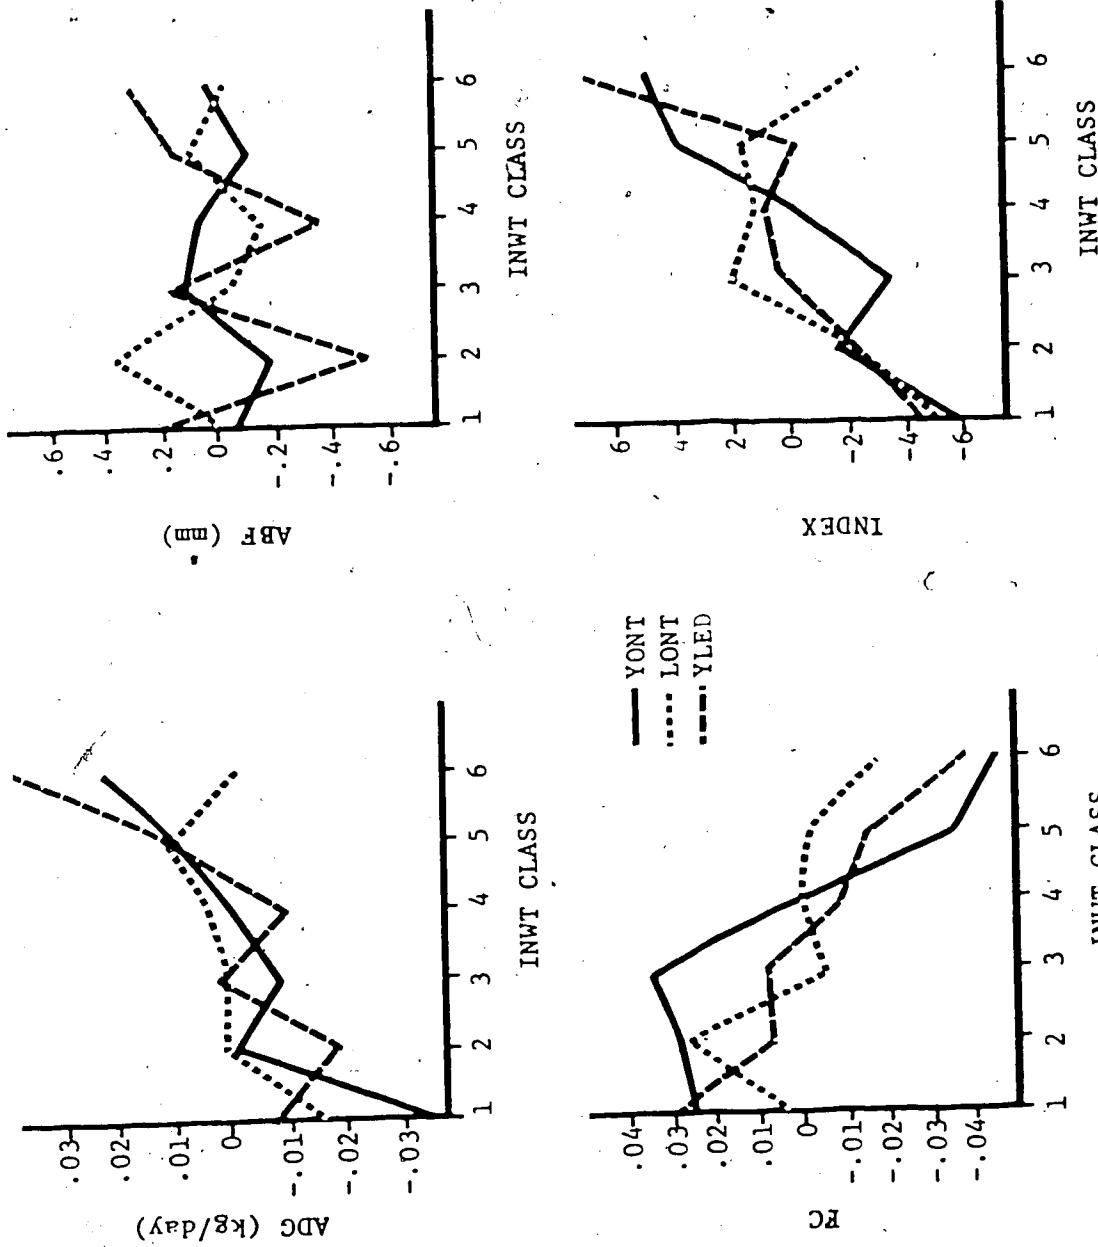 ADG (kg/day)
.03
.02
.01
0
-.01
-.02
-.03
1 2 3 4 5 6
INWT CLASS
ABF (mm)
.6
.4
.2
0
-.2
-.4
-.6
1 2 3 4 5 6
INWT CLASS
FC
.04
.03
.02
.01
0
-.01
-.02
-.03
-.04
1 2 3 4 5 6
INWT CLASS
YONT
LONT
YLED
INDEX
6
4
2
0
-2
-4
-6
1 2 3 4 5 6
INWT CLASS